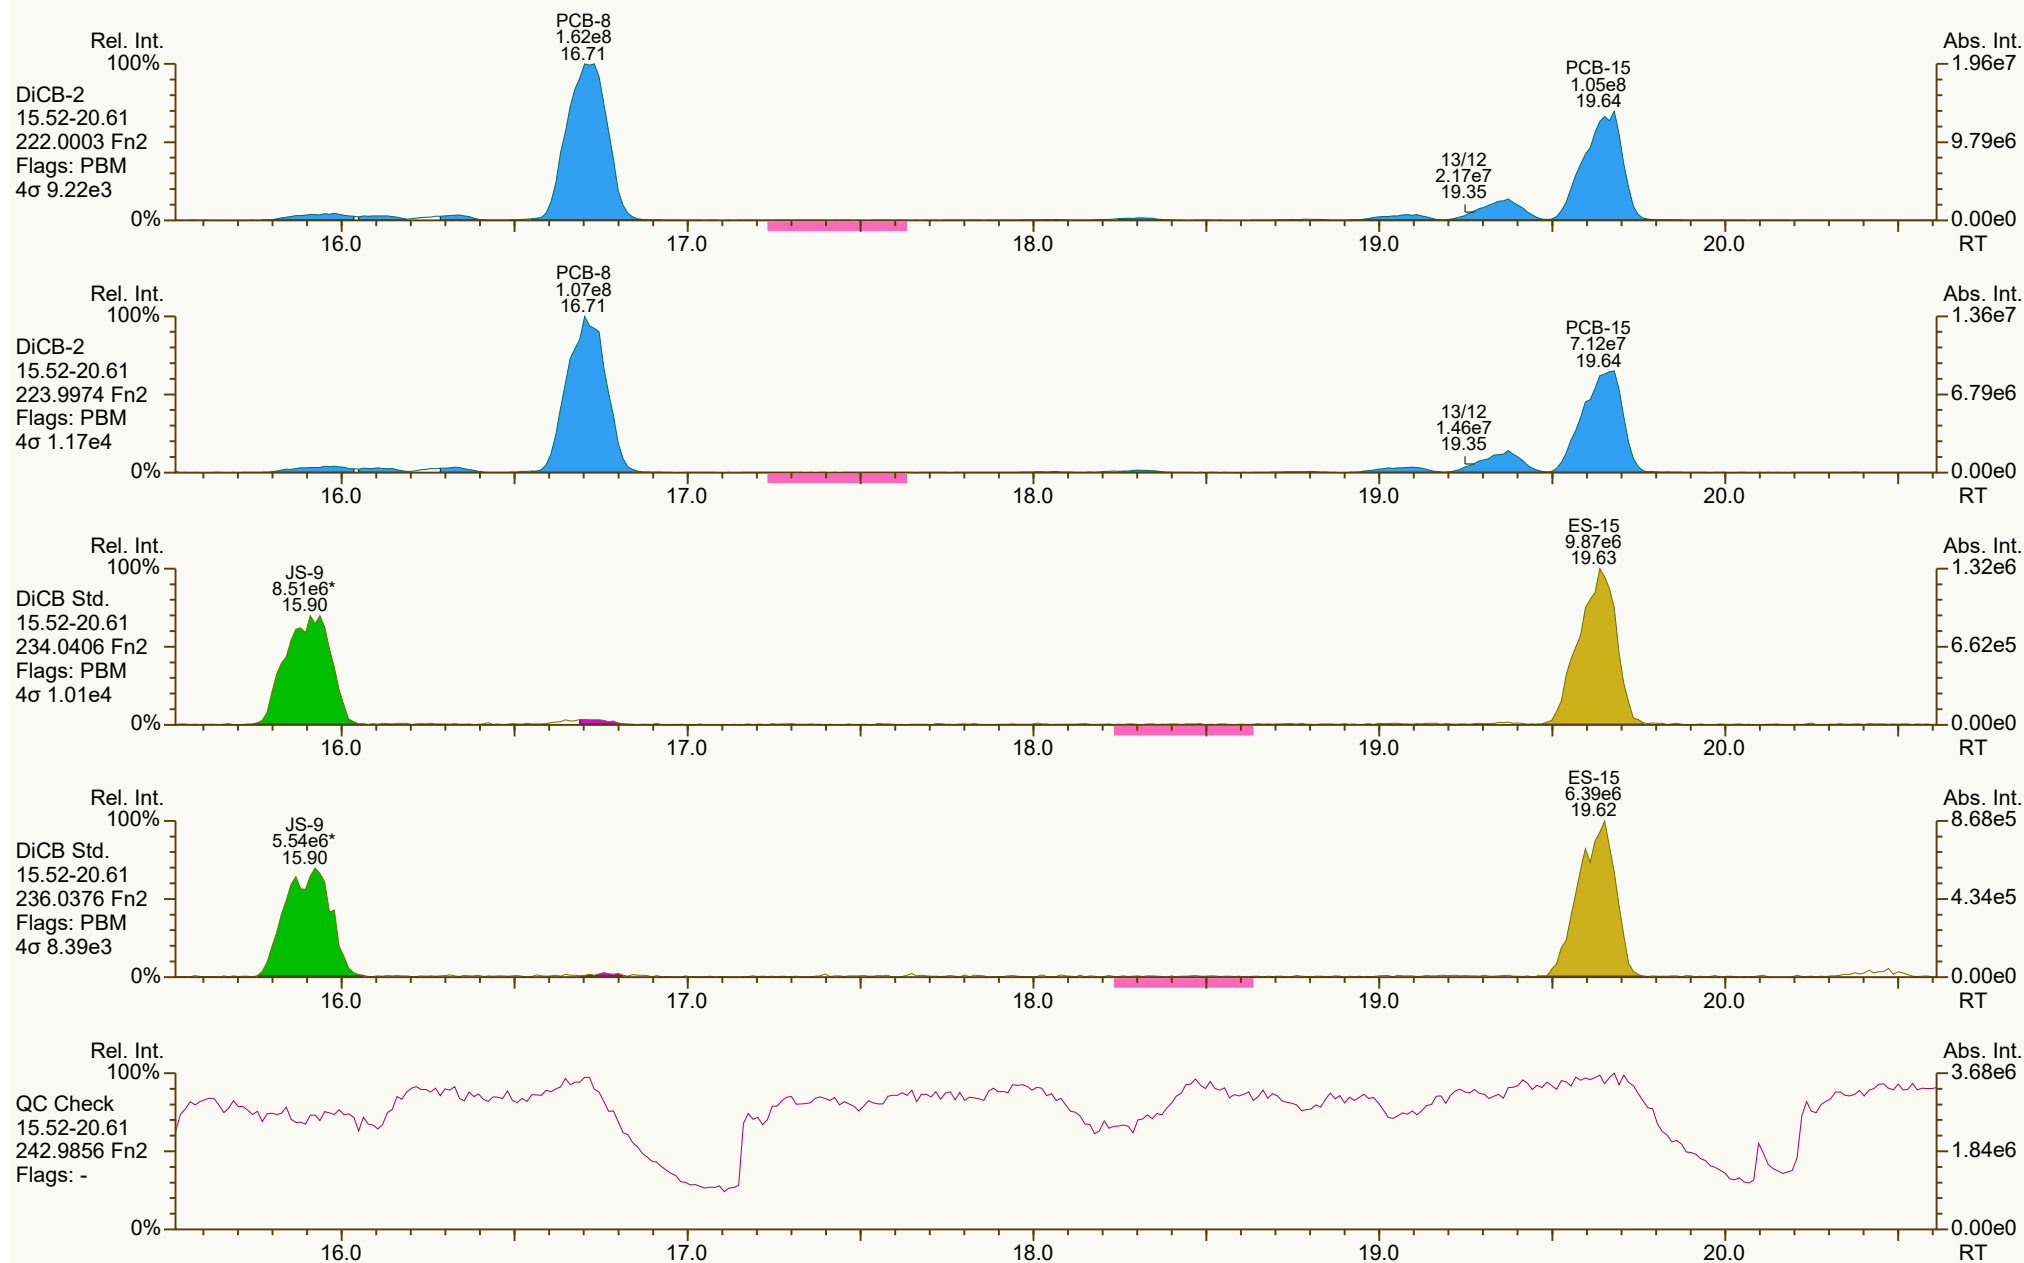 PCB-8
1.62e8
16.71
Rel. Int.
Abs. Int.
100%
1.96e7
PCB-15
1.05e8
19.64
DiCB-2
15.52-20.61
222.0003 Fn2
Flags: PBM
4σ 9.22e3
9.79e6
13/12
2.17e7
19.35
0%
0.00e0
16.0 17.0 18.0 19.0 20.0 RT
PCB-8
1.07e8
16.71
Rel. Int.
Abs. Int.
100%
1.36e7
PCB-15
7.12e7
19.64
DiCB-2
15.52-20.61
223.9974 Fn2
Flags: PBM
4σ 1.17e4
6.79e6
13/12
1.46e7
19.35
0%
0.00e0
16.0 17.0 18.0 19.0 20.0 RT
ES-15
9.87e6
19.63
Rel. Int.
Abs. Int.
100%
1.32e6
JS-9
8.51e6*
15.90
DiCB Std.
15.52-20.61
234.0406 Fn2
Flags: PBM
4σ 1.01e4
6.62e5
0%
0.00e0
16.0 17.0 18.0 19.0 20.0 RT
ES-15
6.39e6
19.62
Rel. Int.
Abs. Int.
100%
8.68e5
JS-9
5.54e6*
15.90
DiCB Std.
15.52-20.61
236.0376 Fn2
Flags: PBM
4σ 8.39e3
4.34e5
0%
0.00e0
16.0 17.0 18.0 19.0 20.0 RT
Rel. Int.
Abs. Int.
100%
3.68e6
QC Check
15.52-20.61
242.9856 Fn2
Flags: -
1.84e6
0%
0.00e0
16.0 17.0 18.0 19.0 20.0 RT